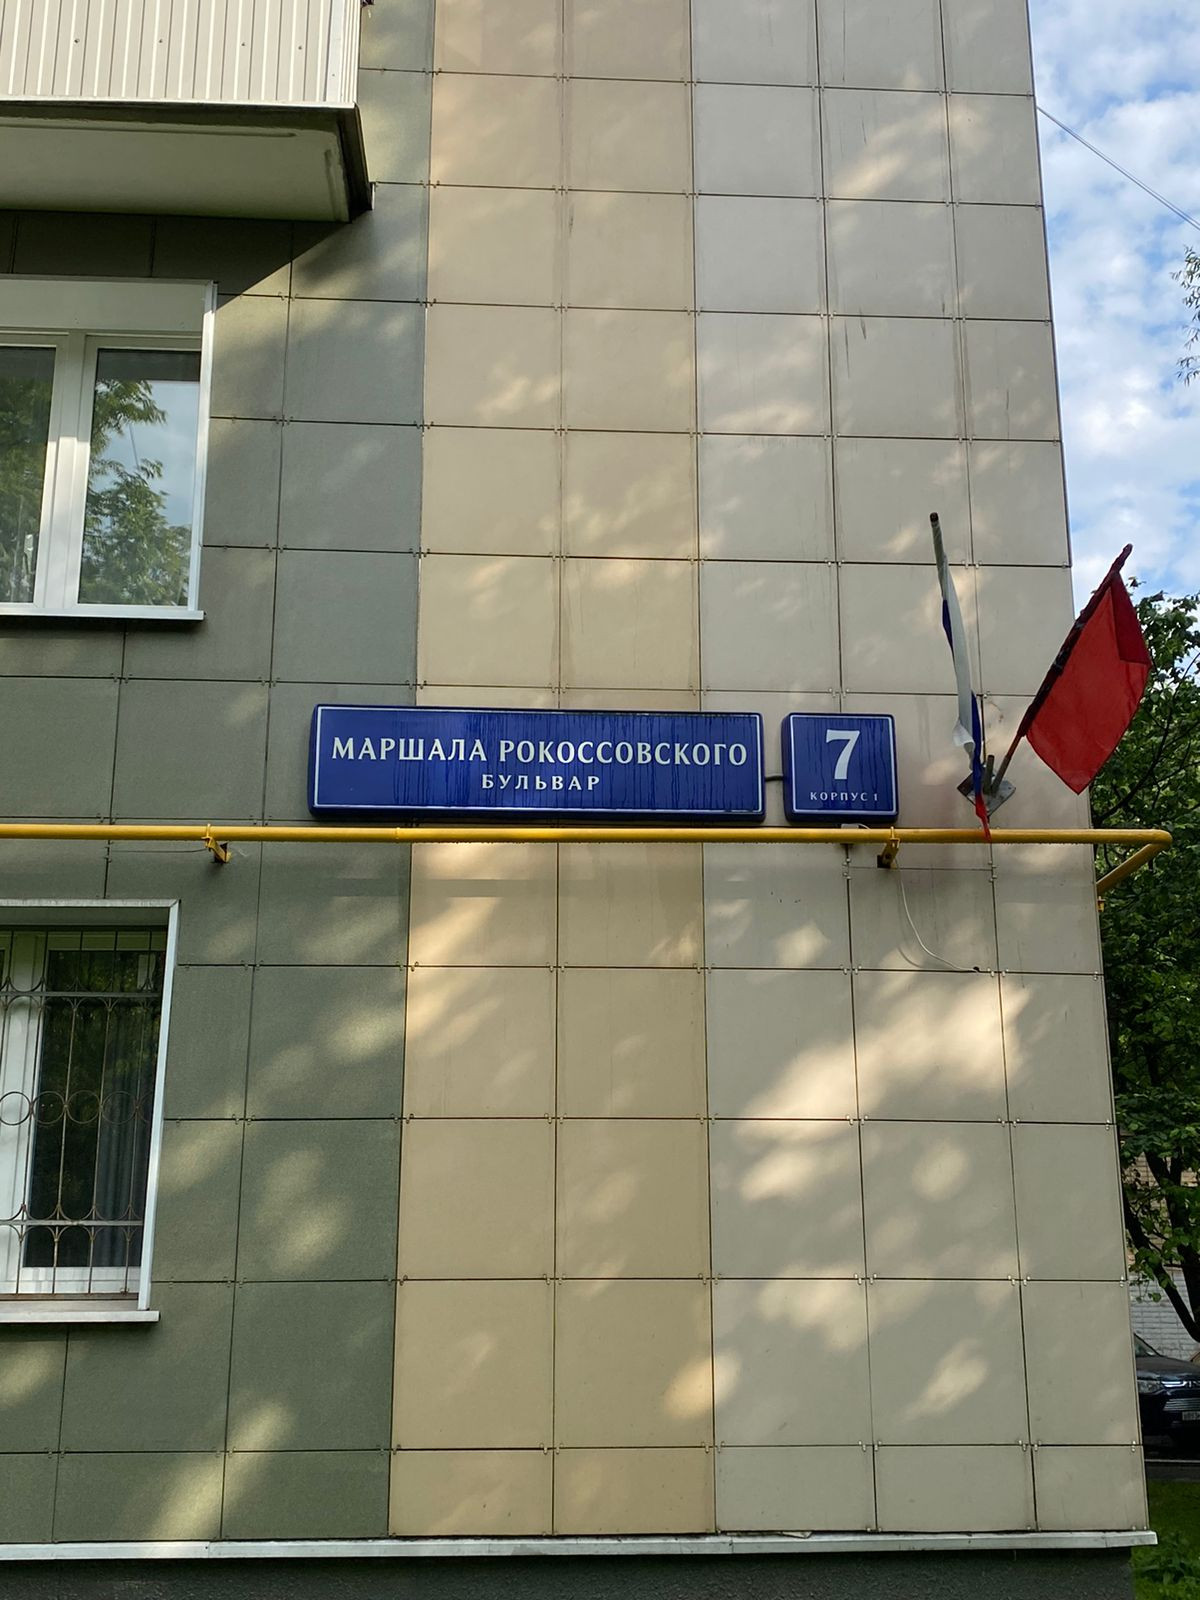 МАРШАЛА РОКОССОВСКОГО
БУЛЬВАР
7
КОРПУС 1